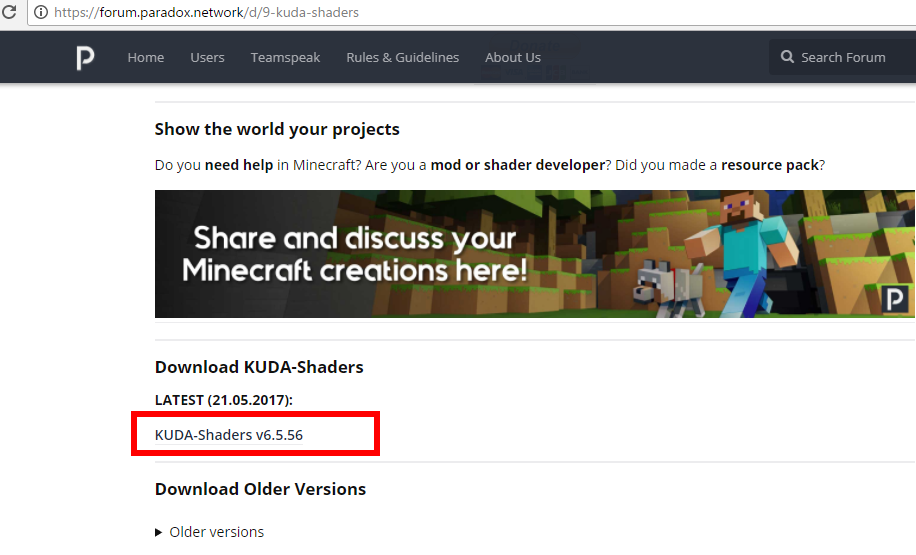 https://forum.paradox.network/d/9-kuda-shaders
P Home Users Teamspeak Rules & Guidelines About Us Search Forum
Show the world your projects
Do you need help in Minecraft? Are you a mod or shader developer? Did you made a resource pack?
Share and discuss your
Minecraft creations here!
P
Download KUDA-Shaders
LATEST (21.05.2017):
KUDA-Shaders v6.5.56
Download Older Versions
Older versions